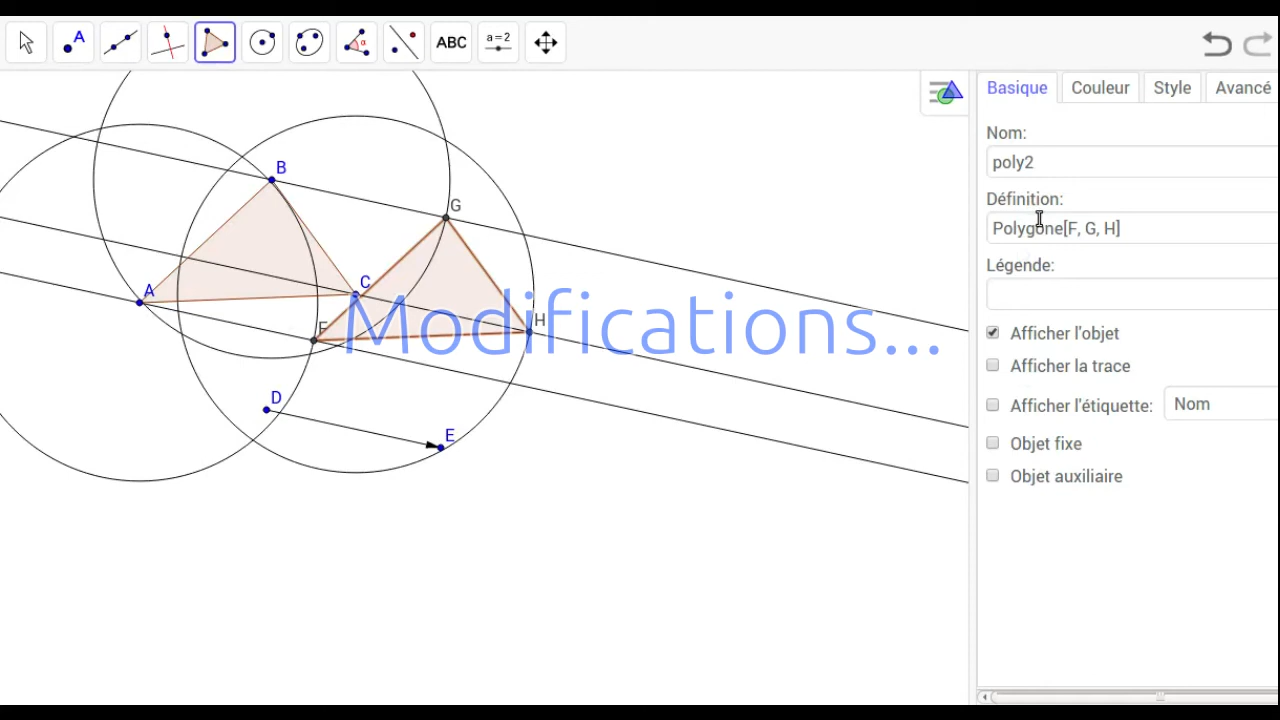 A
α
ABC
a=2
Basique
Couleur
Style
Avancé
Nom:
poly2
Définition:
Polygone[F, G, H]
Légende:
Afficher l'objet
Afficher la trace
Afficher l'étiquette:
Nom
Objet fixe
Objet auxiliaire
B
G
A
C
F
H
Modifications...
D
E